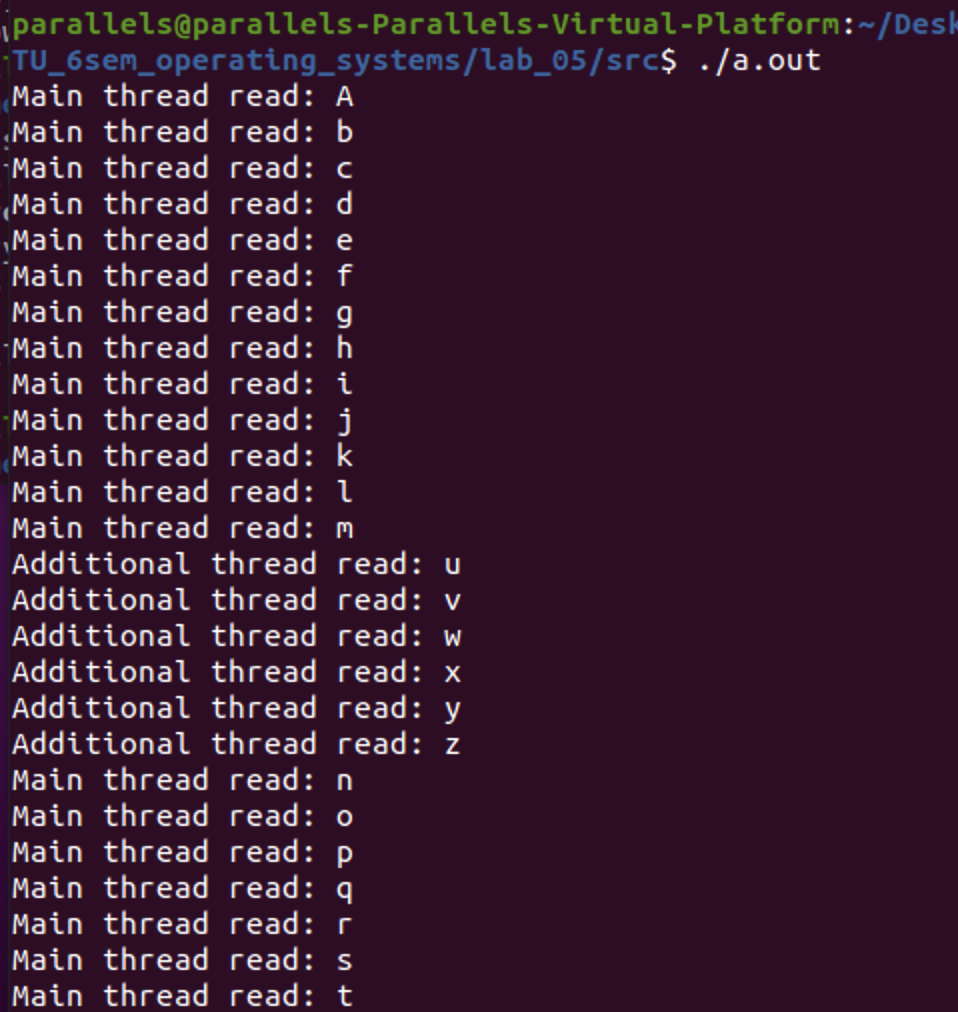 parallels@parallels-Parallels-Virtual-Platform:~/Desk
TU_6sem_operating_systems/lab_05/src$ ./a.out
Main thread read: A
Main thread read: b
Main thread read: c
Main thread read: d
Main thread read: e
Main thread read: f
Main thread read: g
Main thread read: h
Main thread read: i
Main thread read: j
Main thread read: k
Main thread read: l
Main thread read: m
Additional thread read: u
Additional thread read: v
Additional thread read: w
Additional thread read: x
Additional thread read: y
Additional thread read: z
Main thread read: n
Main thread read: o
Main thread read: p
Main thread read: q
Main thread read: r
Main thread read: s
Main thread read: t